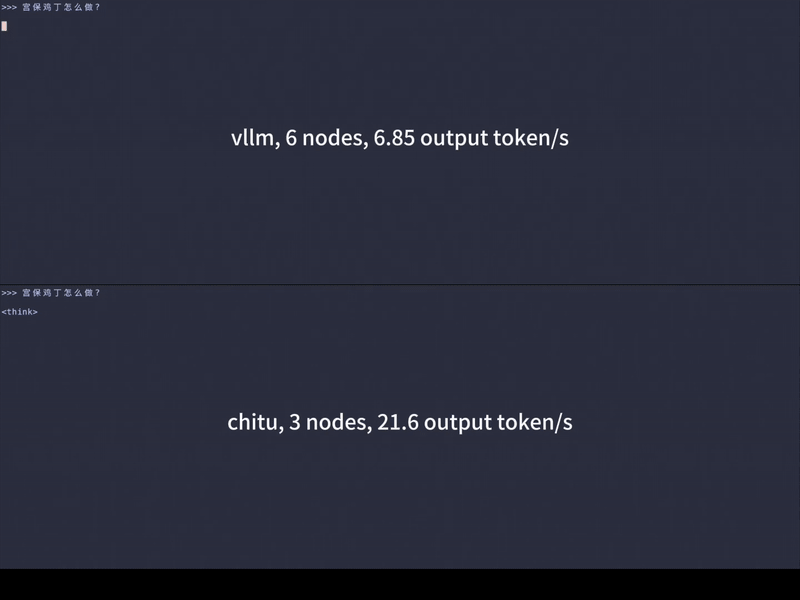 >>> 宫保鸡丁怎么做?
vllm, 6 nodes, 6.85 output token/s
>>> 宫保鸡丁怎么做?
<think>
chitu, 3 nodes, 21.6 output token/s